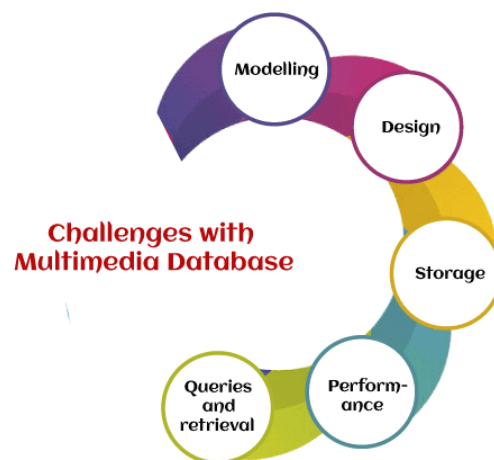 Modelling
Design
Challenges with
Multimedia Database
Storage
Perform-
ance
Queries
and
retrieval